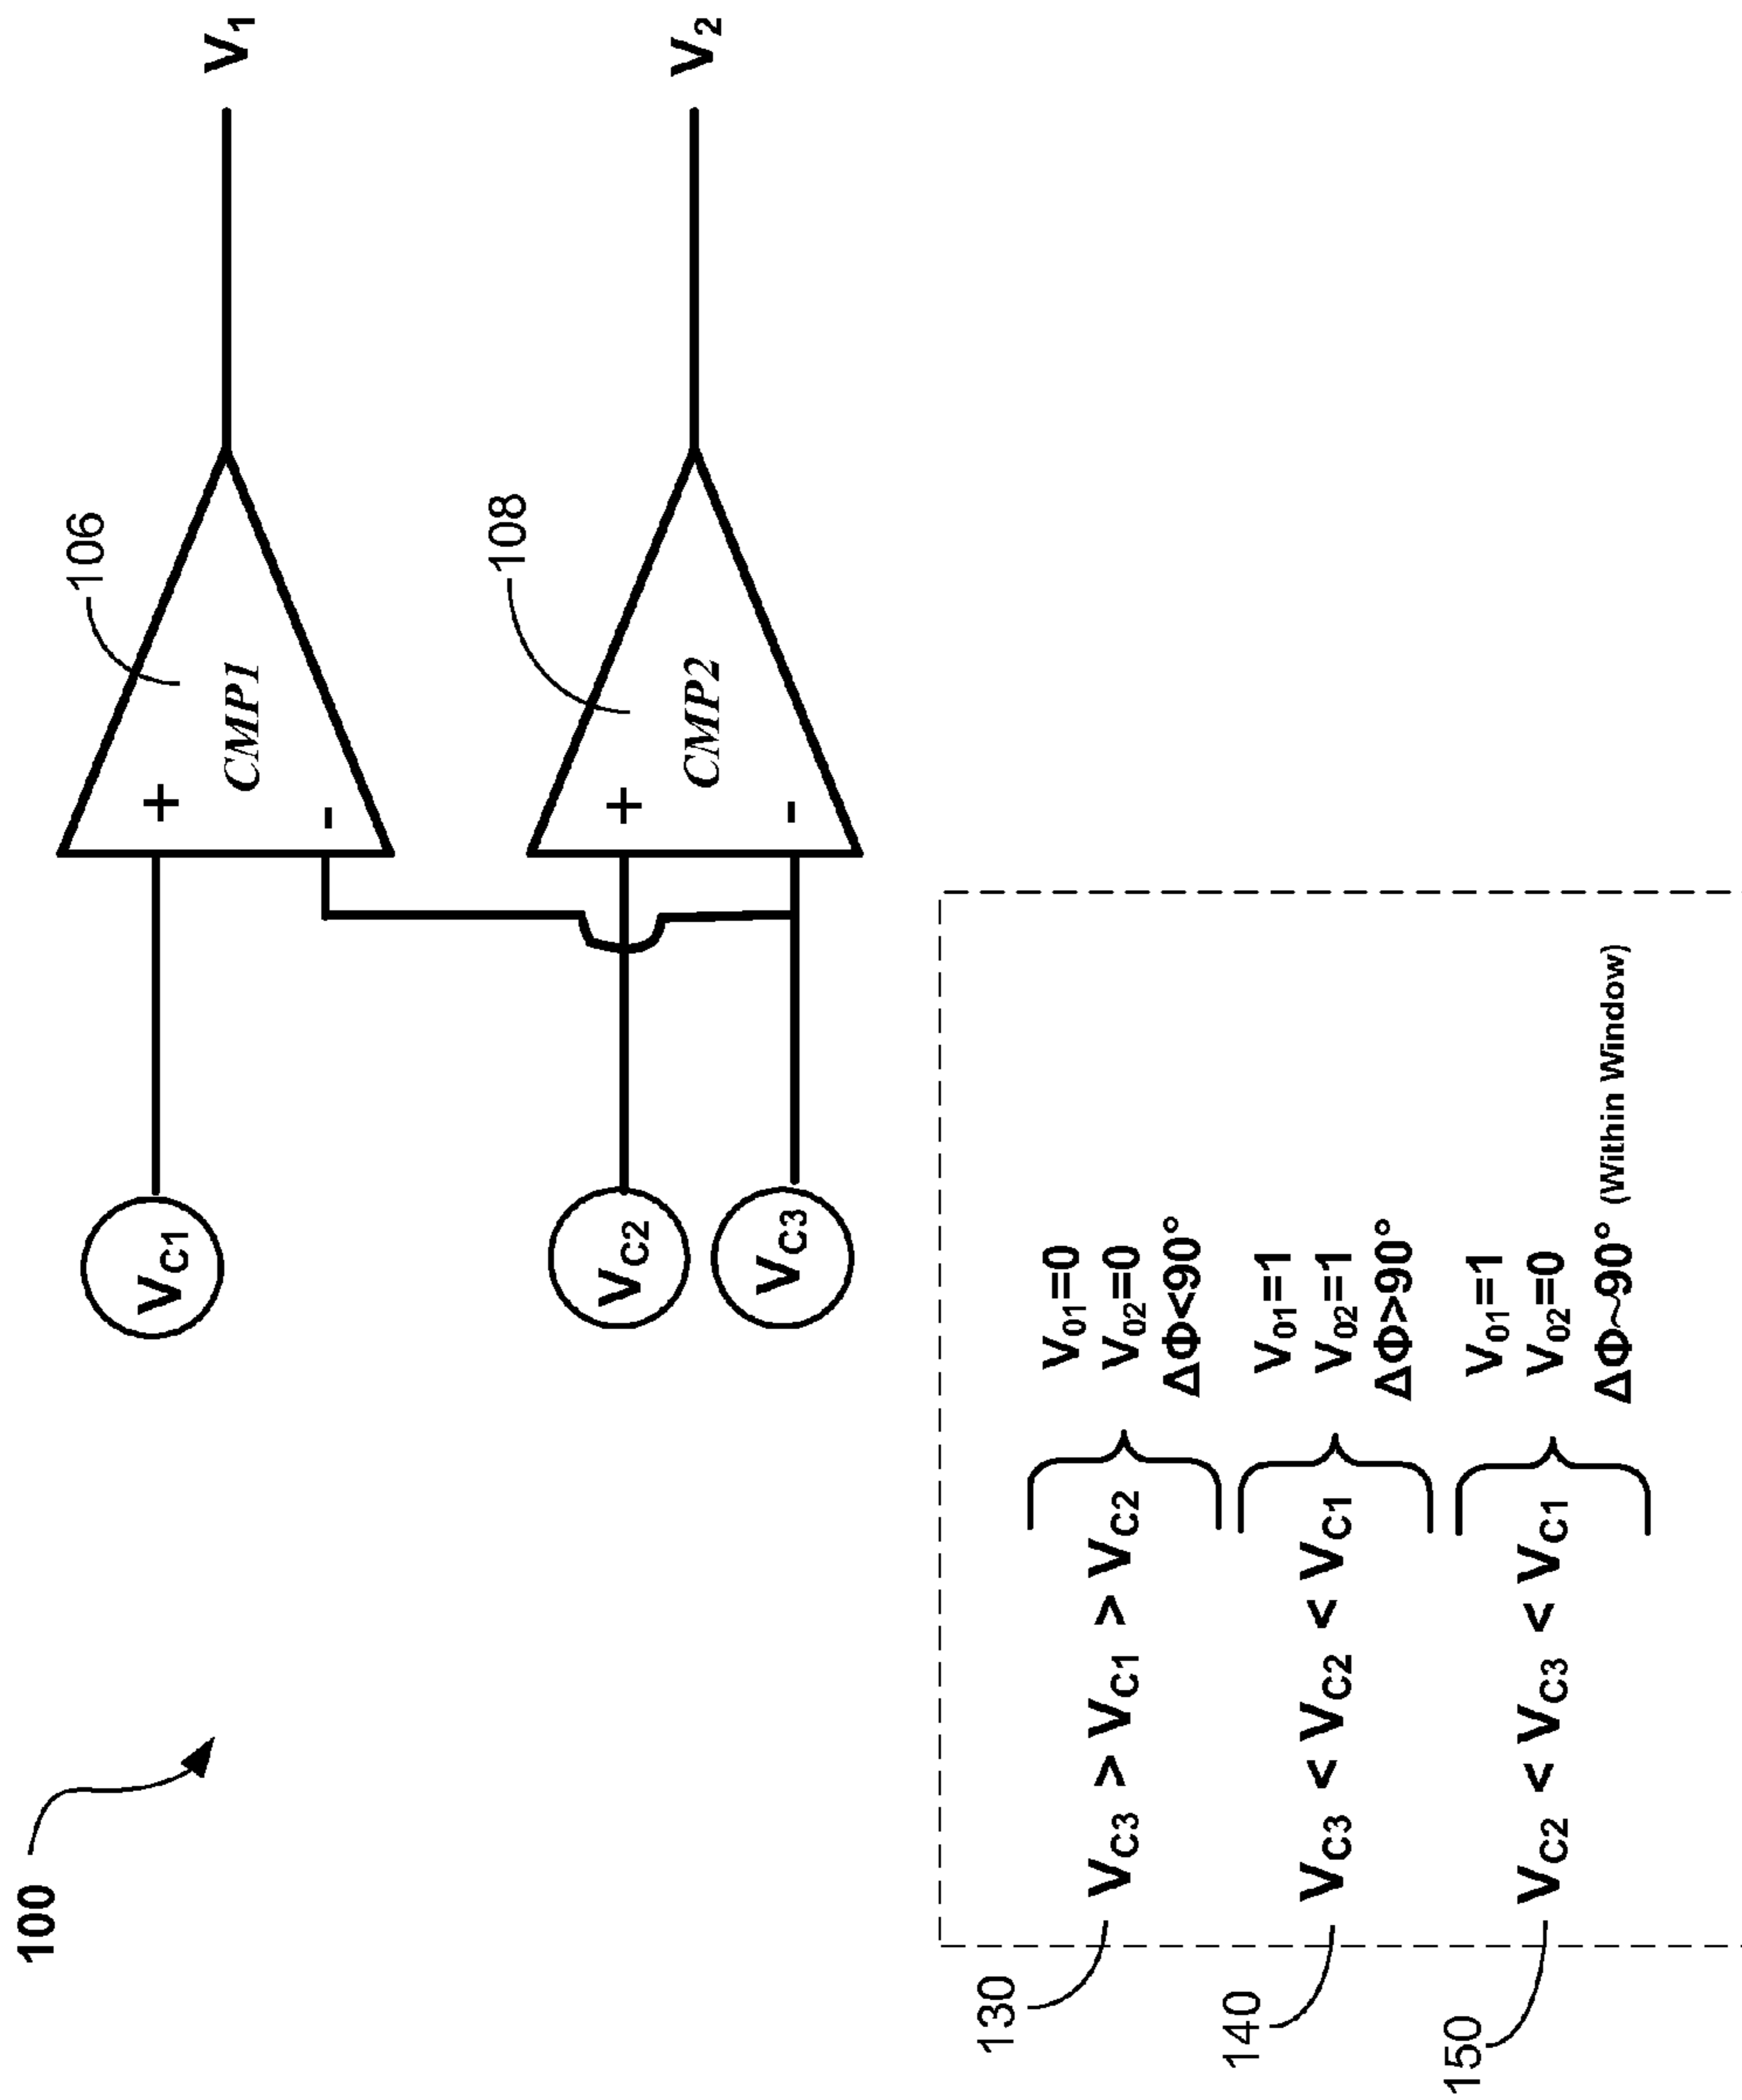 100
106
V1
VC1
+
CMP1
-
108
V2
VC2
+
CMP2
VC3
-
130
VC3 > VC1 > VC2
V01=0
V02=0
ΔΦ<90°
140
VC3 < VC2 < VC1
V01=1
V02=1
ΔΦ>90°
150
VC2 < VC3 < VC1
V01=1
V02=0
ΔΦ~90° (Within Window)